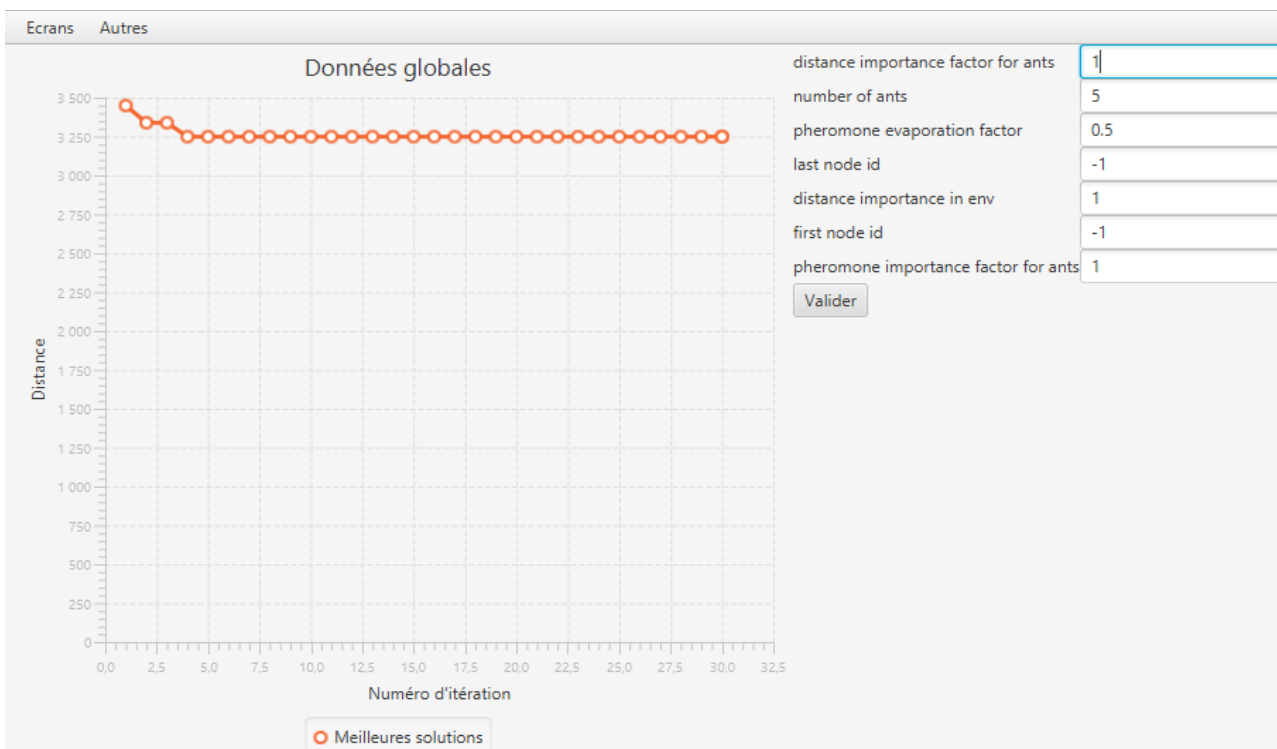 Ecrans Autres
Données globales
3 500
3 250
3 000
2 750
2 500
2 250
2 000
1 750
1 500
1 250
1 000
750
500
250
0
Distance
0,0 2,5 5,0 7,5 10,0 12,5 15,0 17,5 20,0 22,5 25,0 27,5 30,0 32,5
Numéro d'itération
Meilleures solutions
distance importance factor for ants 1
number of ants 5
pheromone evaporation factor 0.5
last node id -1
distance importance in env 1
first node id -1
pheromone importance factor for ants 1
Valider